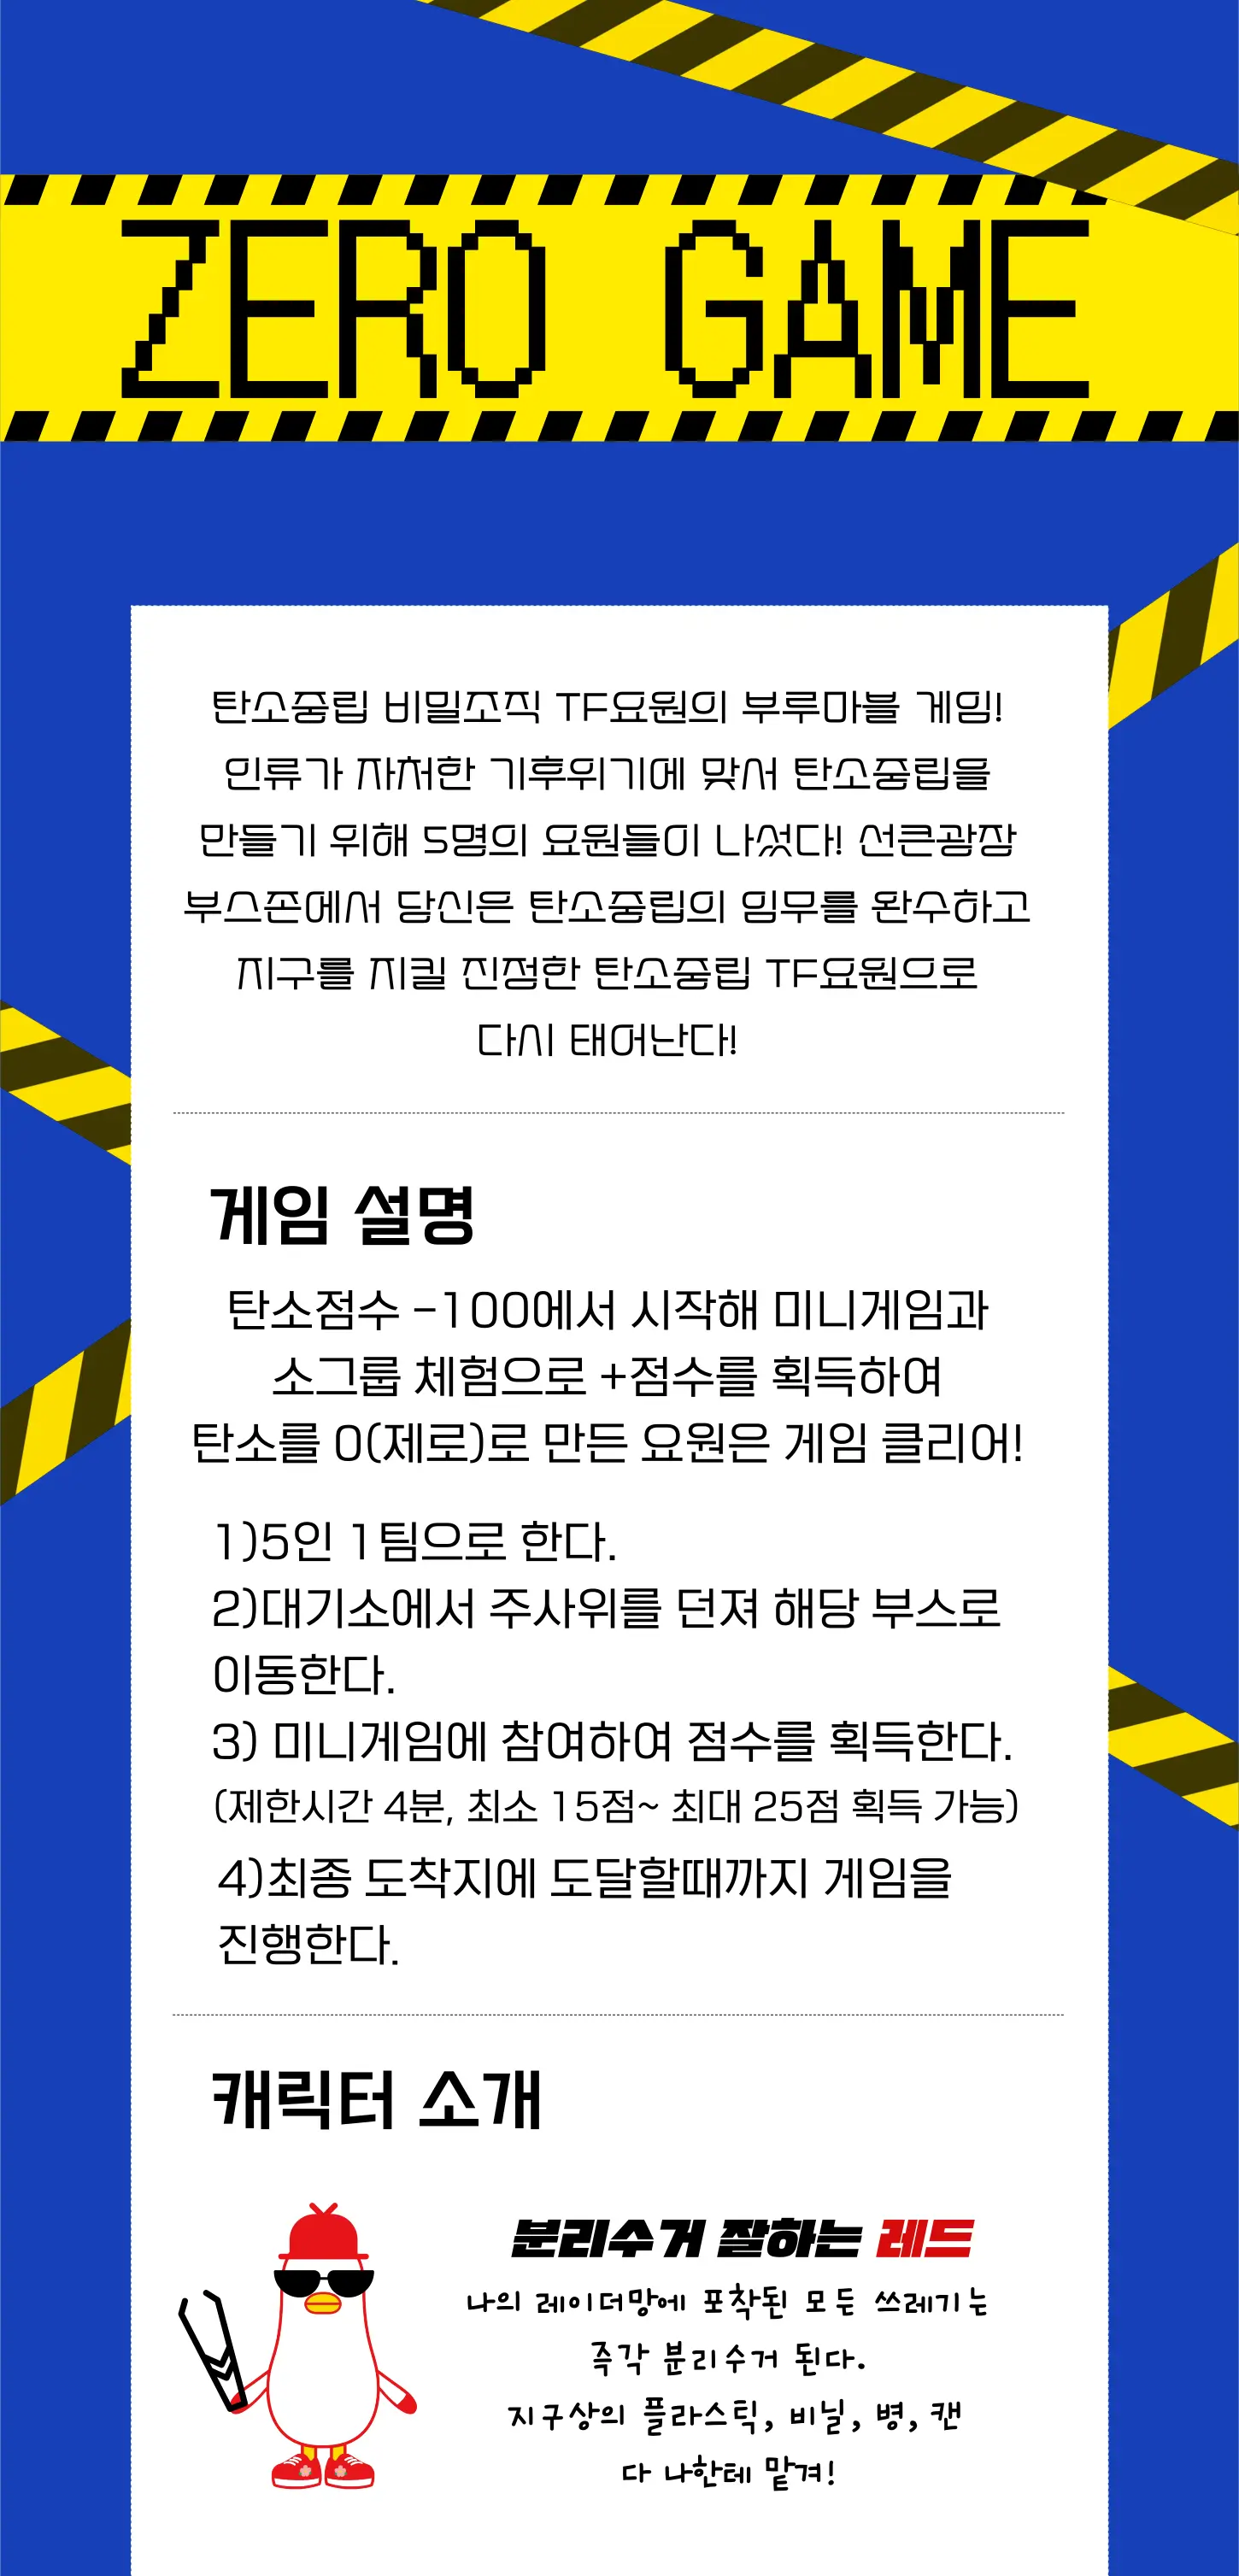 ZERO GAME
탄소중립 비밀조직 TF요원의 부루마블 게임!
인류가 자처한 기후위기에 맞서 탄소중립을
만들기 위해 5명의 요원들이 나섰다! 선큰광장
부스존에서 당신은 탄소중립의 임무를 완수하고
지구를 지킬 진정한 탄소중립 TF요원으로
다시 태어난다!
게임 설명
탄소점수 -100에서 시작해 미니게임과
소그룹 체험으로 +점수를 획득하여
탄소를 0(제로)로 만든 요원은 게임 클리어!
1)5인 1팀으로 한다.
2)대기소에서 주사위를 던져 해당 부스로
이동한다.
3) 미니게임에 참여하여 점수를 획득한다.
(제한시간 4분, 최소 15점~ 최대 25점 획득 가능)
4)최종 도착지에 도달할때까지 게임을
진행한다.
캐릭터 소개
분리수거 잘하는 레드
나의 레이더망에 포착된 모든 쓰레기는
즉각 분리수거 된다.
지구상의 플라스틱, 비닐, 병, 캔
다 나한테 맡겨!